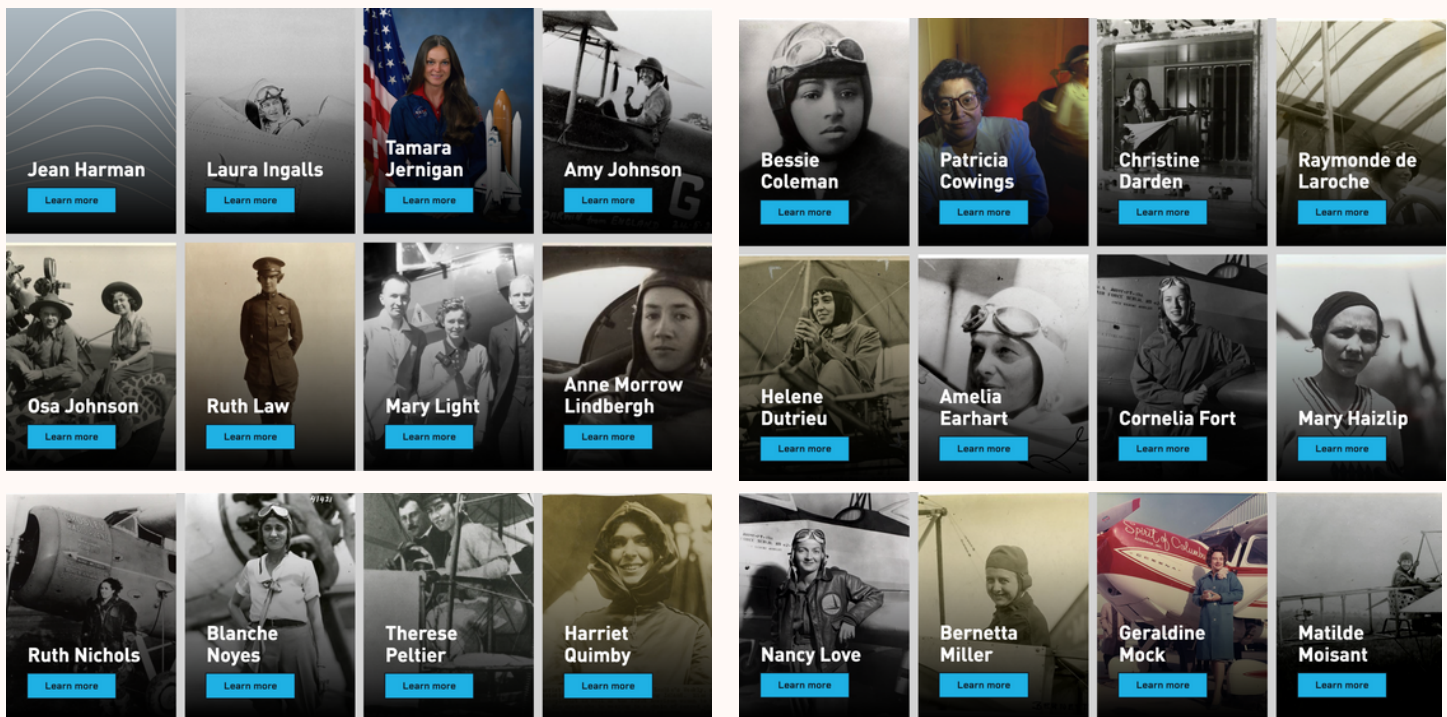 Jean Harman
Learn more
Laura Ingalls
Learn more
Tamara
Jernigan
Learn more
Amy Johnson
Learn more
G
Osa Johnson
Learn more
Ruth Law
Learn more
Mary Light
Learn more
Anne Morrow
Lindbergh
Learn more
Bessie
Coleman
Learn more
Patricia
Cowings
Learn more
Christine
Darden
Learn more
Raymonde de
Laroche
Learn more
Helene
Dutrieu
Learn more
Amelia
Earhart
Learn more
Cornelia Fort
Learn more
Mary Haizlip
Learn more
Ruth Nichols
Learn more
Blanche
Noyes
Learn more
Therese
Peltier
Learn more
Harriet
Quimby
Learn more
Nancy Love
Learn more
Bernetta
Miller
Learn more
Spirit of Columbus
Geraldine
Mock
Learn more
Matilde
Moisant
Learn more